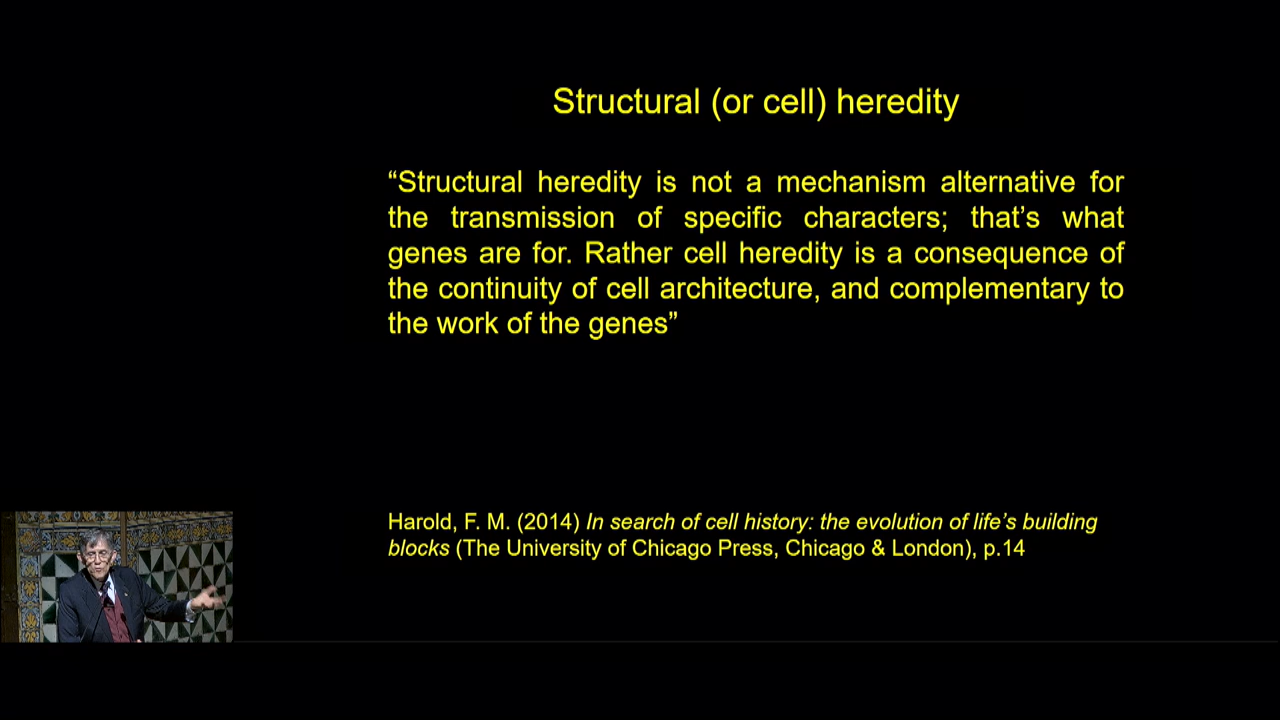 Structural (or cell) heredity
“Structural heredity is not a mechanism alternative for
the transmission of specific characters; that’s what
genes are for. Rather cell heredity is a consequence of
the continuity of cell architecture, and complementary to
the work of the genes”
Harold, F. M. (2014) In search of cell history: the evolution of life’s building
blocks (The University of Chicago Press, Chicago & London), p.14